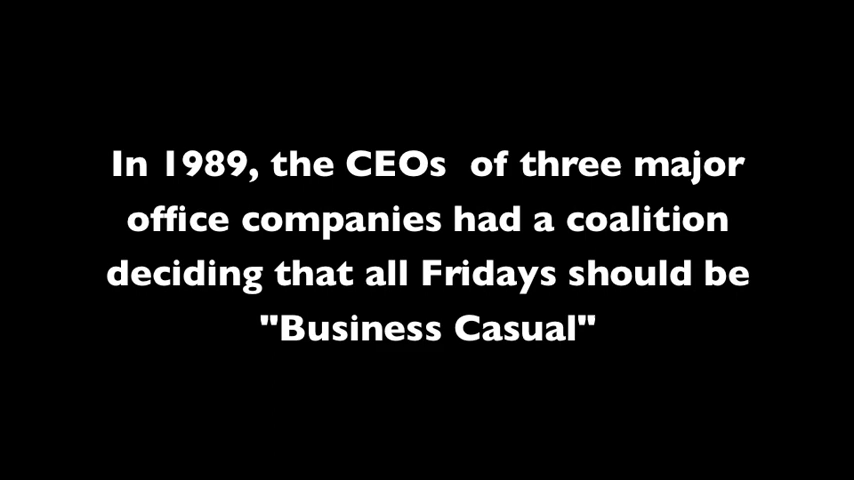 In 1989, the CEOs  of three major
office companies had a coalition
deciding that all Fridays should be
"Business Casual"